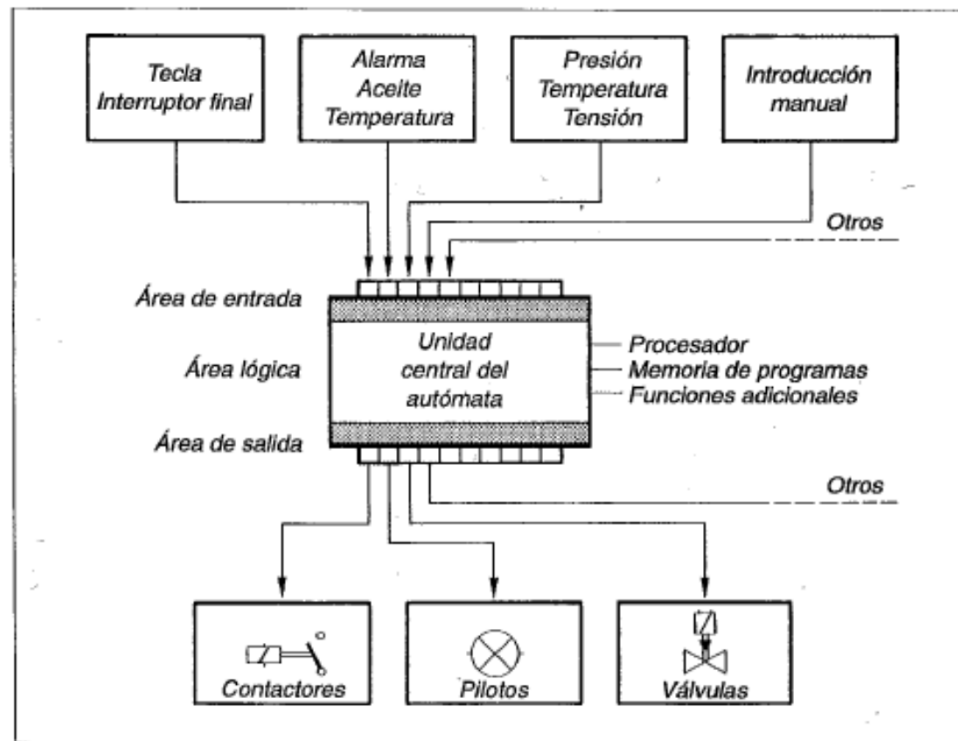 Tecla
Interruptor final
Alarma
Aceite
Temperatura
Presión
Temperatura
Tensión
Introducción
manual
Otros
Área de entrada
Área lógica
Unidad
central del
autómata
Procesador
Memoria de programas
Funciones adicionales
Área de salida
Otros
Contactores
Pilotos
Válvulas